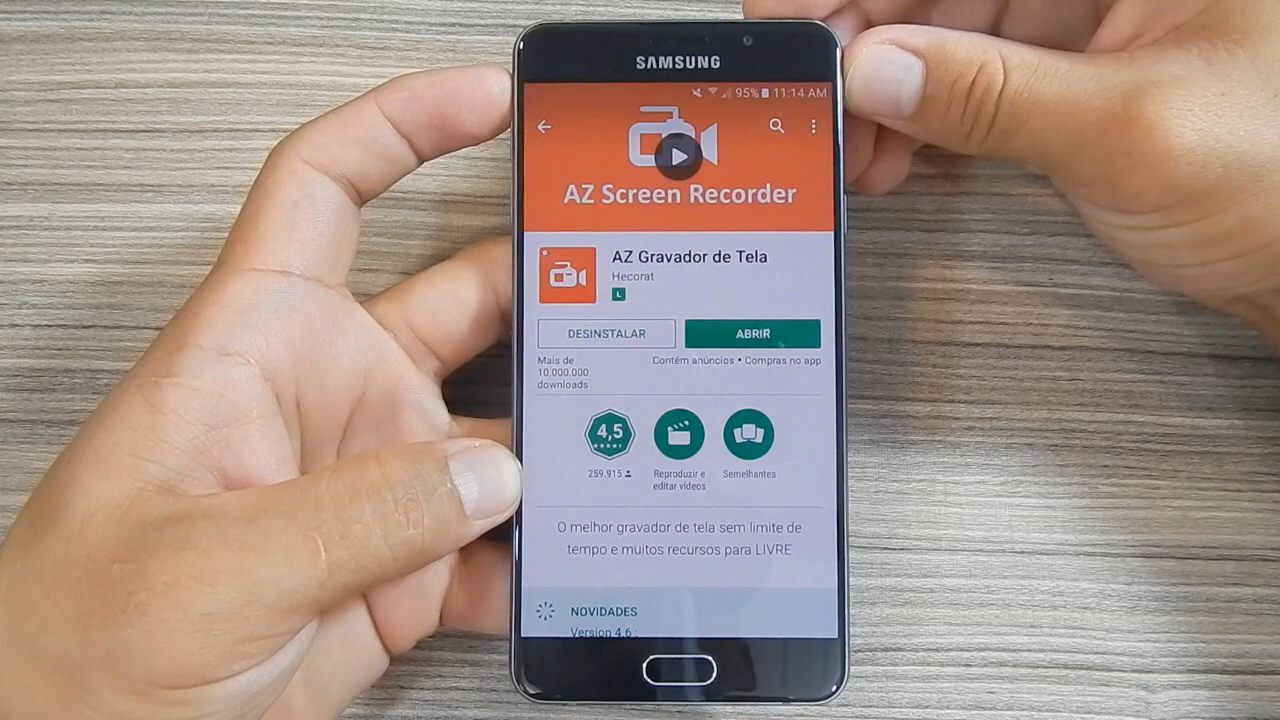 SAMSUNG
95% 11:14 AM
AZ Screen Recorder
AZ Gravador de Tela
Hecorat
L
DESINSTALAR
ABRIR
Mais de
10.000.000
downloads
Contém anúncios • Compras no app
4,5
259.915
Reproduzir e
editar vídeos
Semelhantes
O melhor gravador de tela sem limite de
tempo e muitos recursos para LIVRE
NOVIDADES
Version 4.6 :